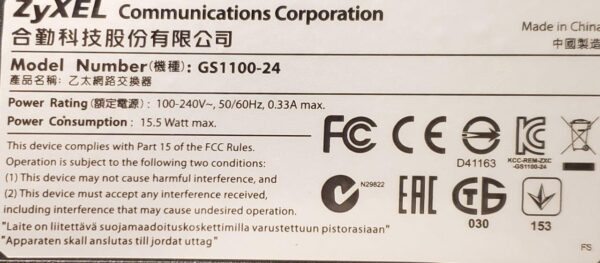 ZyXEL Communications Corporation
合勤科技股份有限公司
Made in China
中國製造
Model Number(機種): GS1100-24
產品名稱: 乙太網路交換器
Power Rating (額定電源) : 100-240V~, 50/60Hz, 0.33A max.
Power Consumption : 15.5 Watt max.
This device complies with Part 15 of the FCC Rules.
Operation is subject to the following two conditions:
(1) This device may not cause harmful interference, and
(2) This device must accept any interference received,
including interference that may cause undesired operation.
"Laite on liitettävä suojamaadoituskoskettimilla varustettuun pistorasiaan"
"Apparaten skall anslutas till jordat uttag"
FC CE
D41163
KC
KCC-REM-ZXC
-GS1100-24
N29822
EAC
030
153
FS